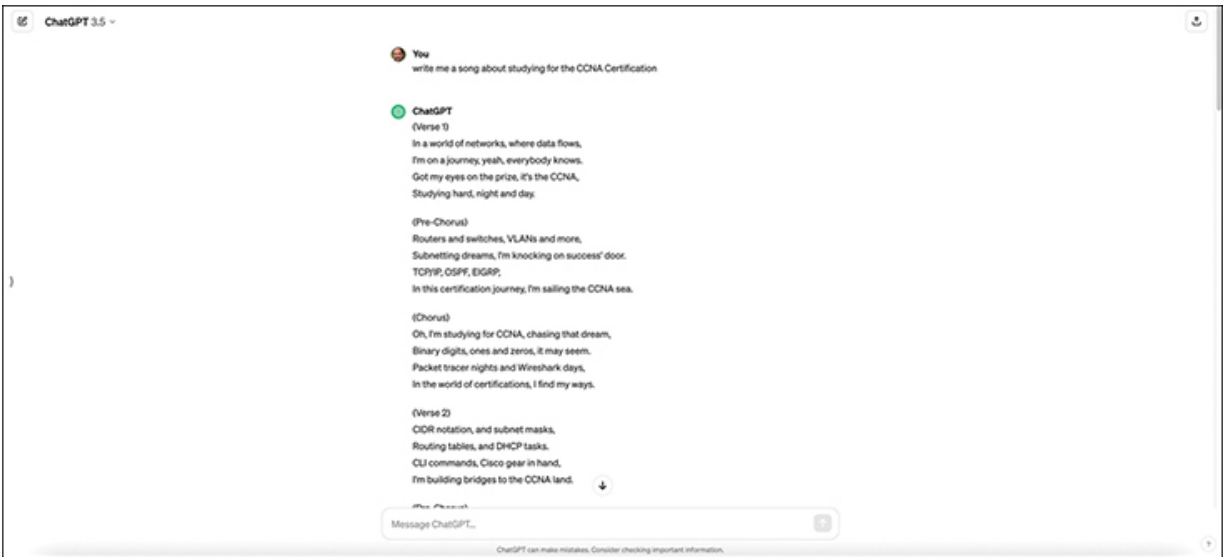 ChatGPT 3.5
You
write me a song about studying for the CCNA Certification
ChatGPT
(Verse 1)
In a world of networks, where data flows,
I'm on a journey, yeah, everybody knows.
Got my eyes on the prize, it's the CCNA,
Studying hard, night and day.
(Pre-Chorus)
Routers and switches, VLANs and more,
Subnetting dreams, I'm knocking on success' door.
TCP/IP, OSPF, EIGRP,
In this certification journey, I'm sailing the CCNA sea.
(Chorus)
Oh, I'm studying for CCNA, chasing that dream,
Binary digits, ones and zeros, it may seem.
Packet tracer nights and Wireshark days,
In the world of certifications, I find my ways.
(Verse 2)
CIDR notation, and subnet masks,
Routing tables, and DHCP tasks.
CLI commands, Cisco gear in hand,
I'm building bridges to the CCNA land.
(Pre-Chorus)
Message ChatGPT...
ChatGPT can make mistakes. Consider checking important information.
?